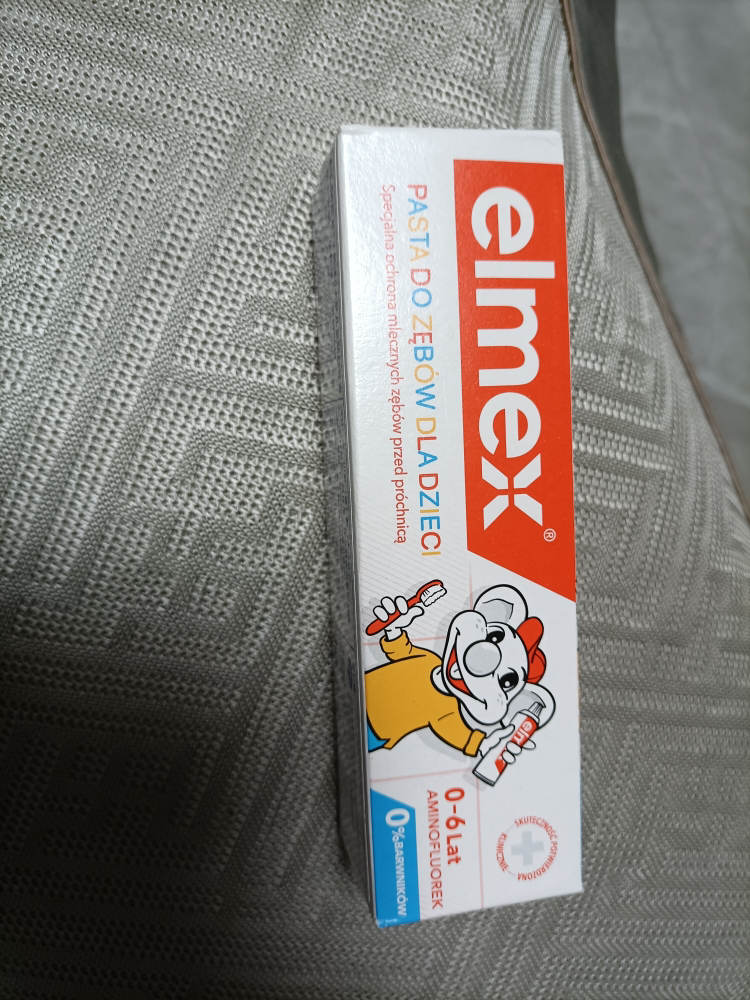 elmex®
PASTA DO ZĘBÓW DLA DZIECI
Specjalna ochrona mlecznych zębów przed próchnicą
0-6 Lat
AMINOFLUOREK
0% BARWNIKÓW
SKUTECZNOŚĆ POTWIERDZONA
KLINICZNIE